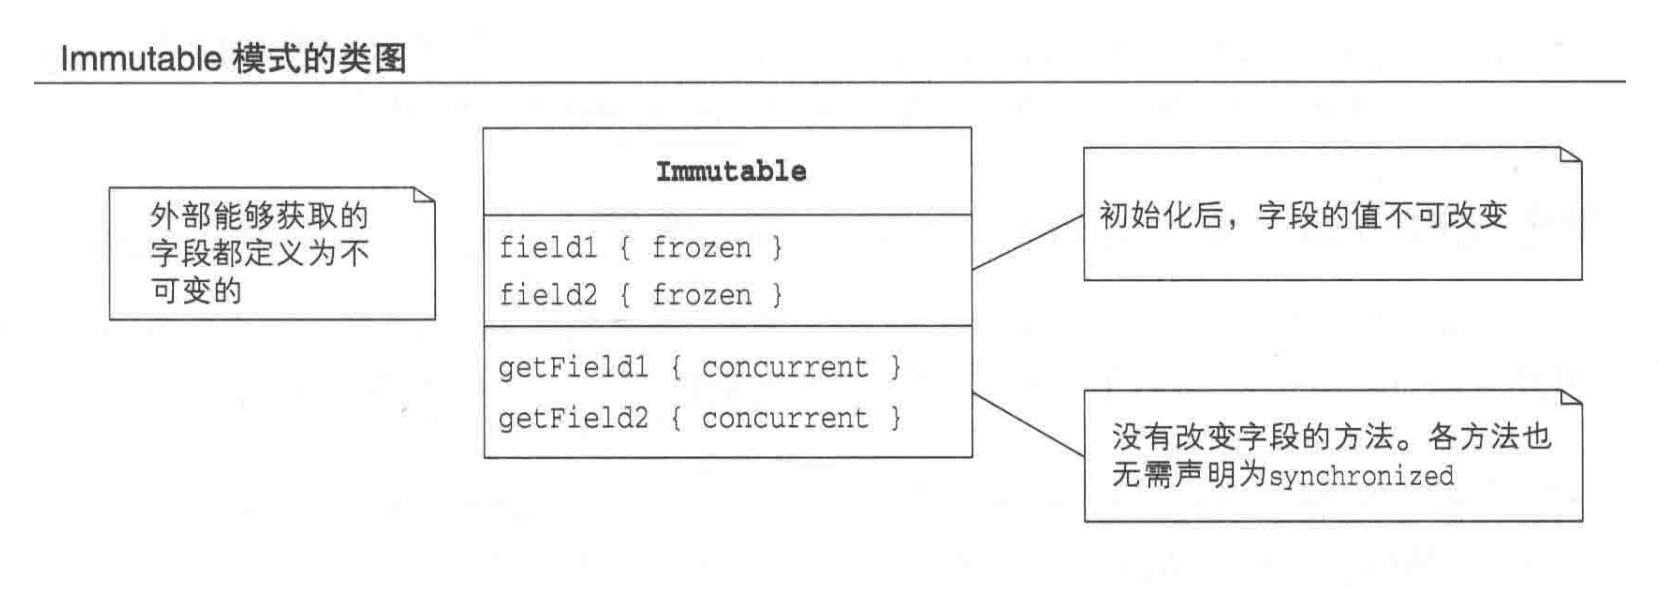 Immutable 模式的类图
外部能够获取的
字段都定义为不
可变的
Immutable
field1 { frozen }
field2 { frozen }
getField1 { concurrent }
getField2 { concurrent }
初始化后，字段的值不可改变
没有改变字段的方法。各方法也
无需声明为synchronized